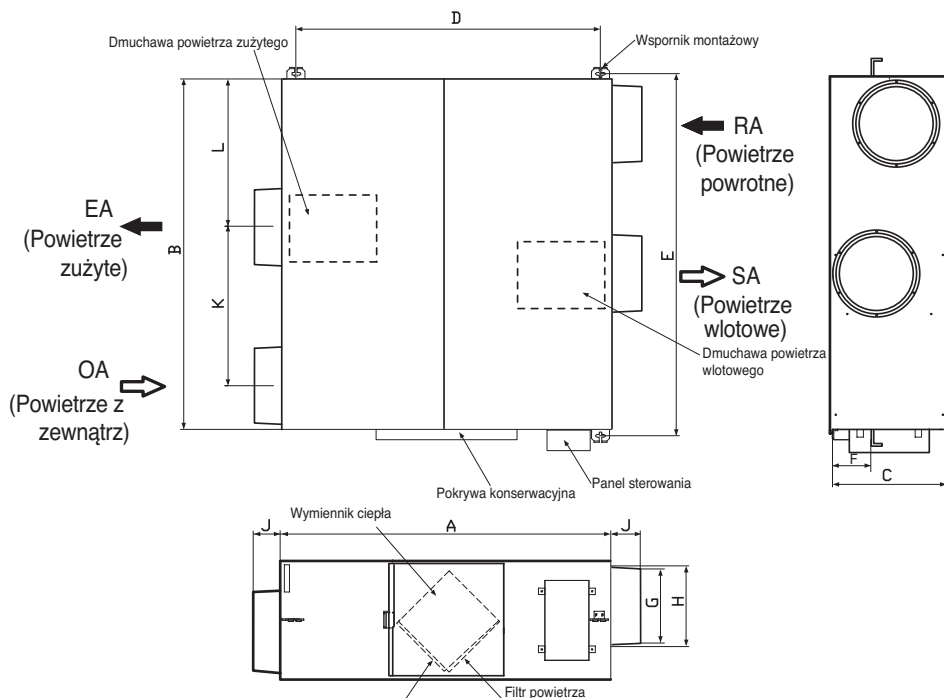 D
Dmuchawa powietrza zużytego
Wspornik montażowy
L
B
K
E
RA
(Powietrze
powrotne)
EA
(Powietrze
zużyte)
SA
(Powietrze
wlotowe)
Dmuchawa powietrza
wlotowego
OA
(Powietrze z
zewnątrz)
F
C
Pokrywa konserwacyjna
Panel sterowania
Wymiennik ciepła
J
A
J
G
H
Filtr powietrza